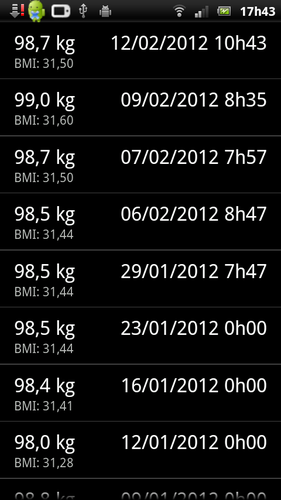 17h43
98,7 kg 12/02/2012 10h43
BMI: 31,50
99,0 kg 09/02/2012 8h35
BMI: 31,60
98,7 kg 07/02/2012 7h57
BMI: 31,50
98,5 kg 06/02/2012 8h47
BMI: 31,44
98,5 kg 29/01/2012 7h47
BMI: 31,44
98,5 kg 23/01/2012 0h00
BMI: 31,44
98,4 kg 16/01/2012 0h00
BMI: 31,41
98,0 kg 12/01/2012 0h00
BMI: 31,28